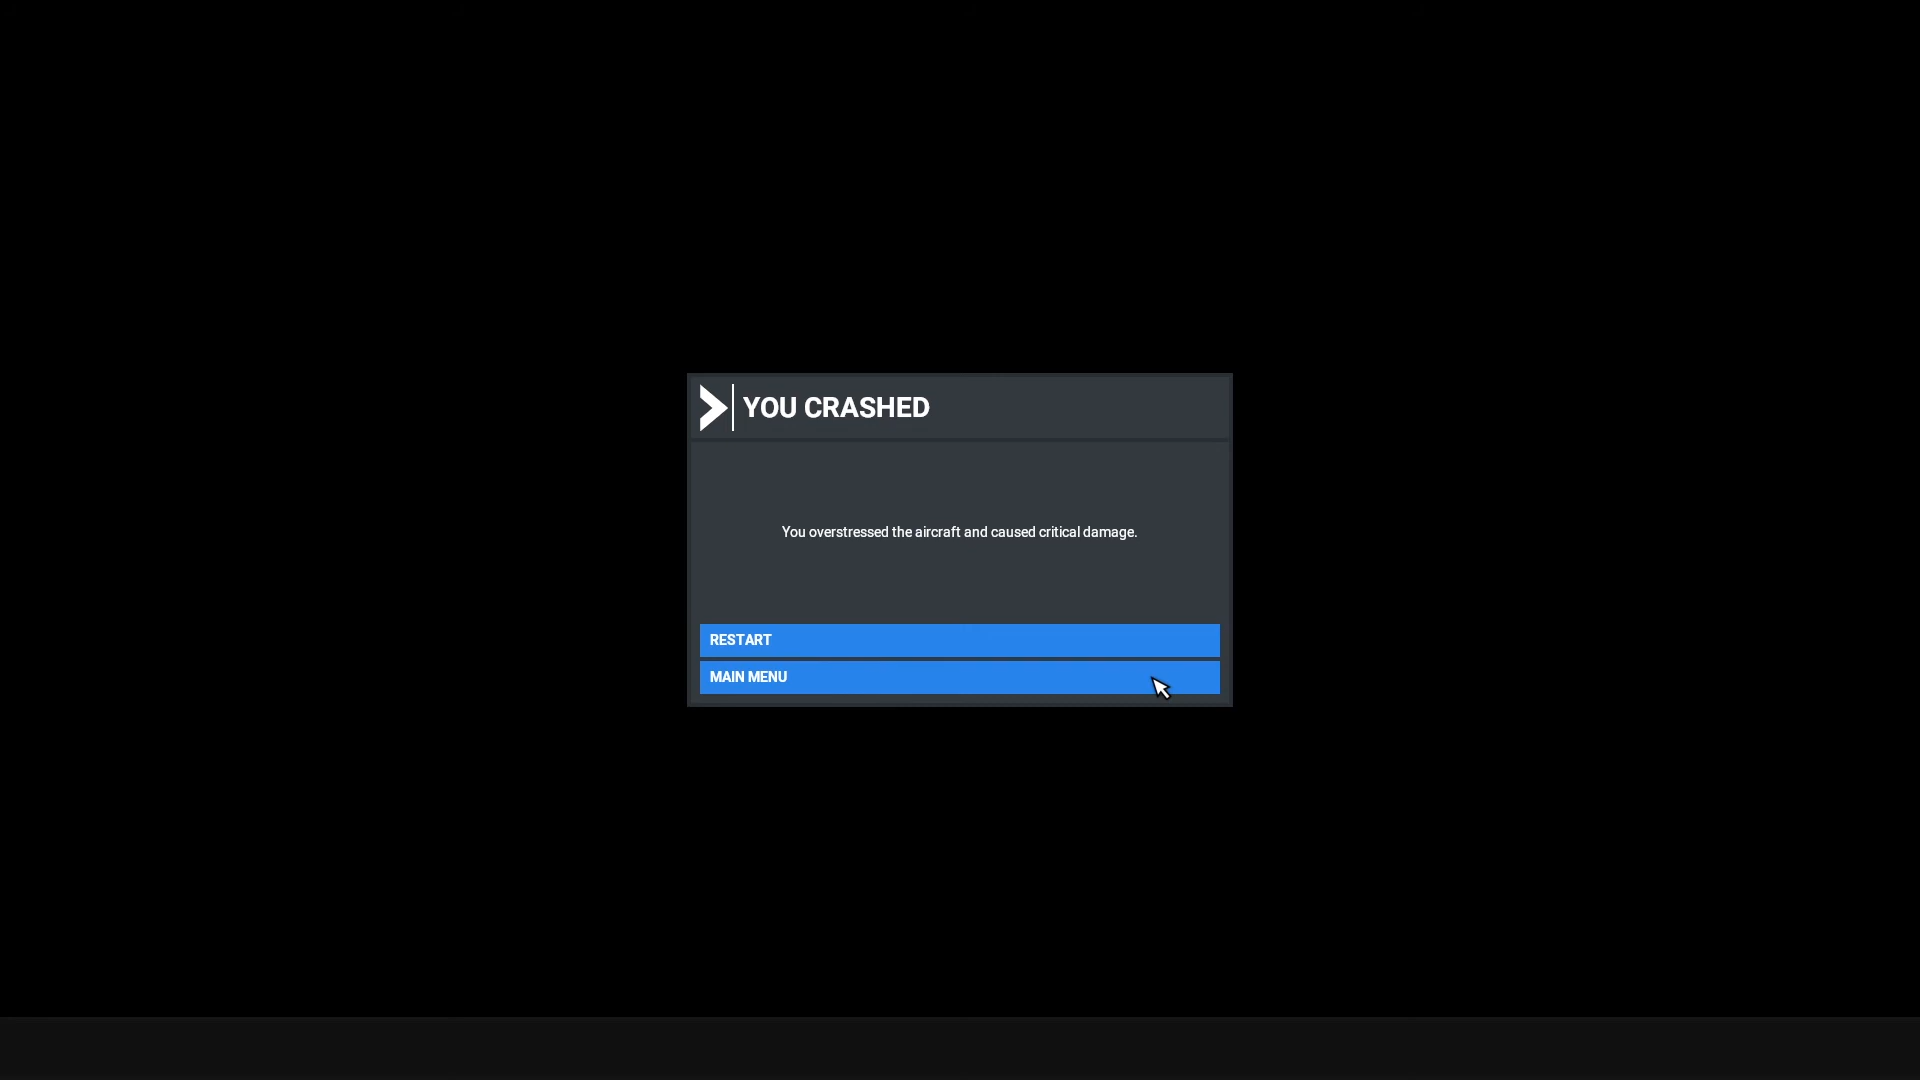 YOU CRASHED
You overstressed the aircraft and caused critical damage.
RESTART
MAIN MENU